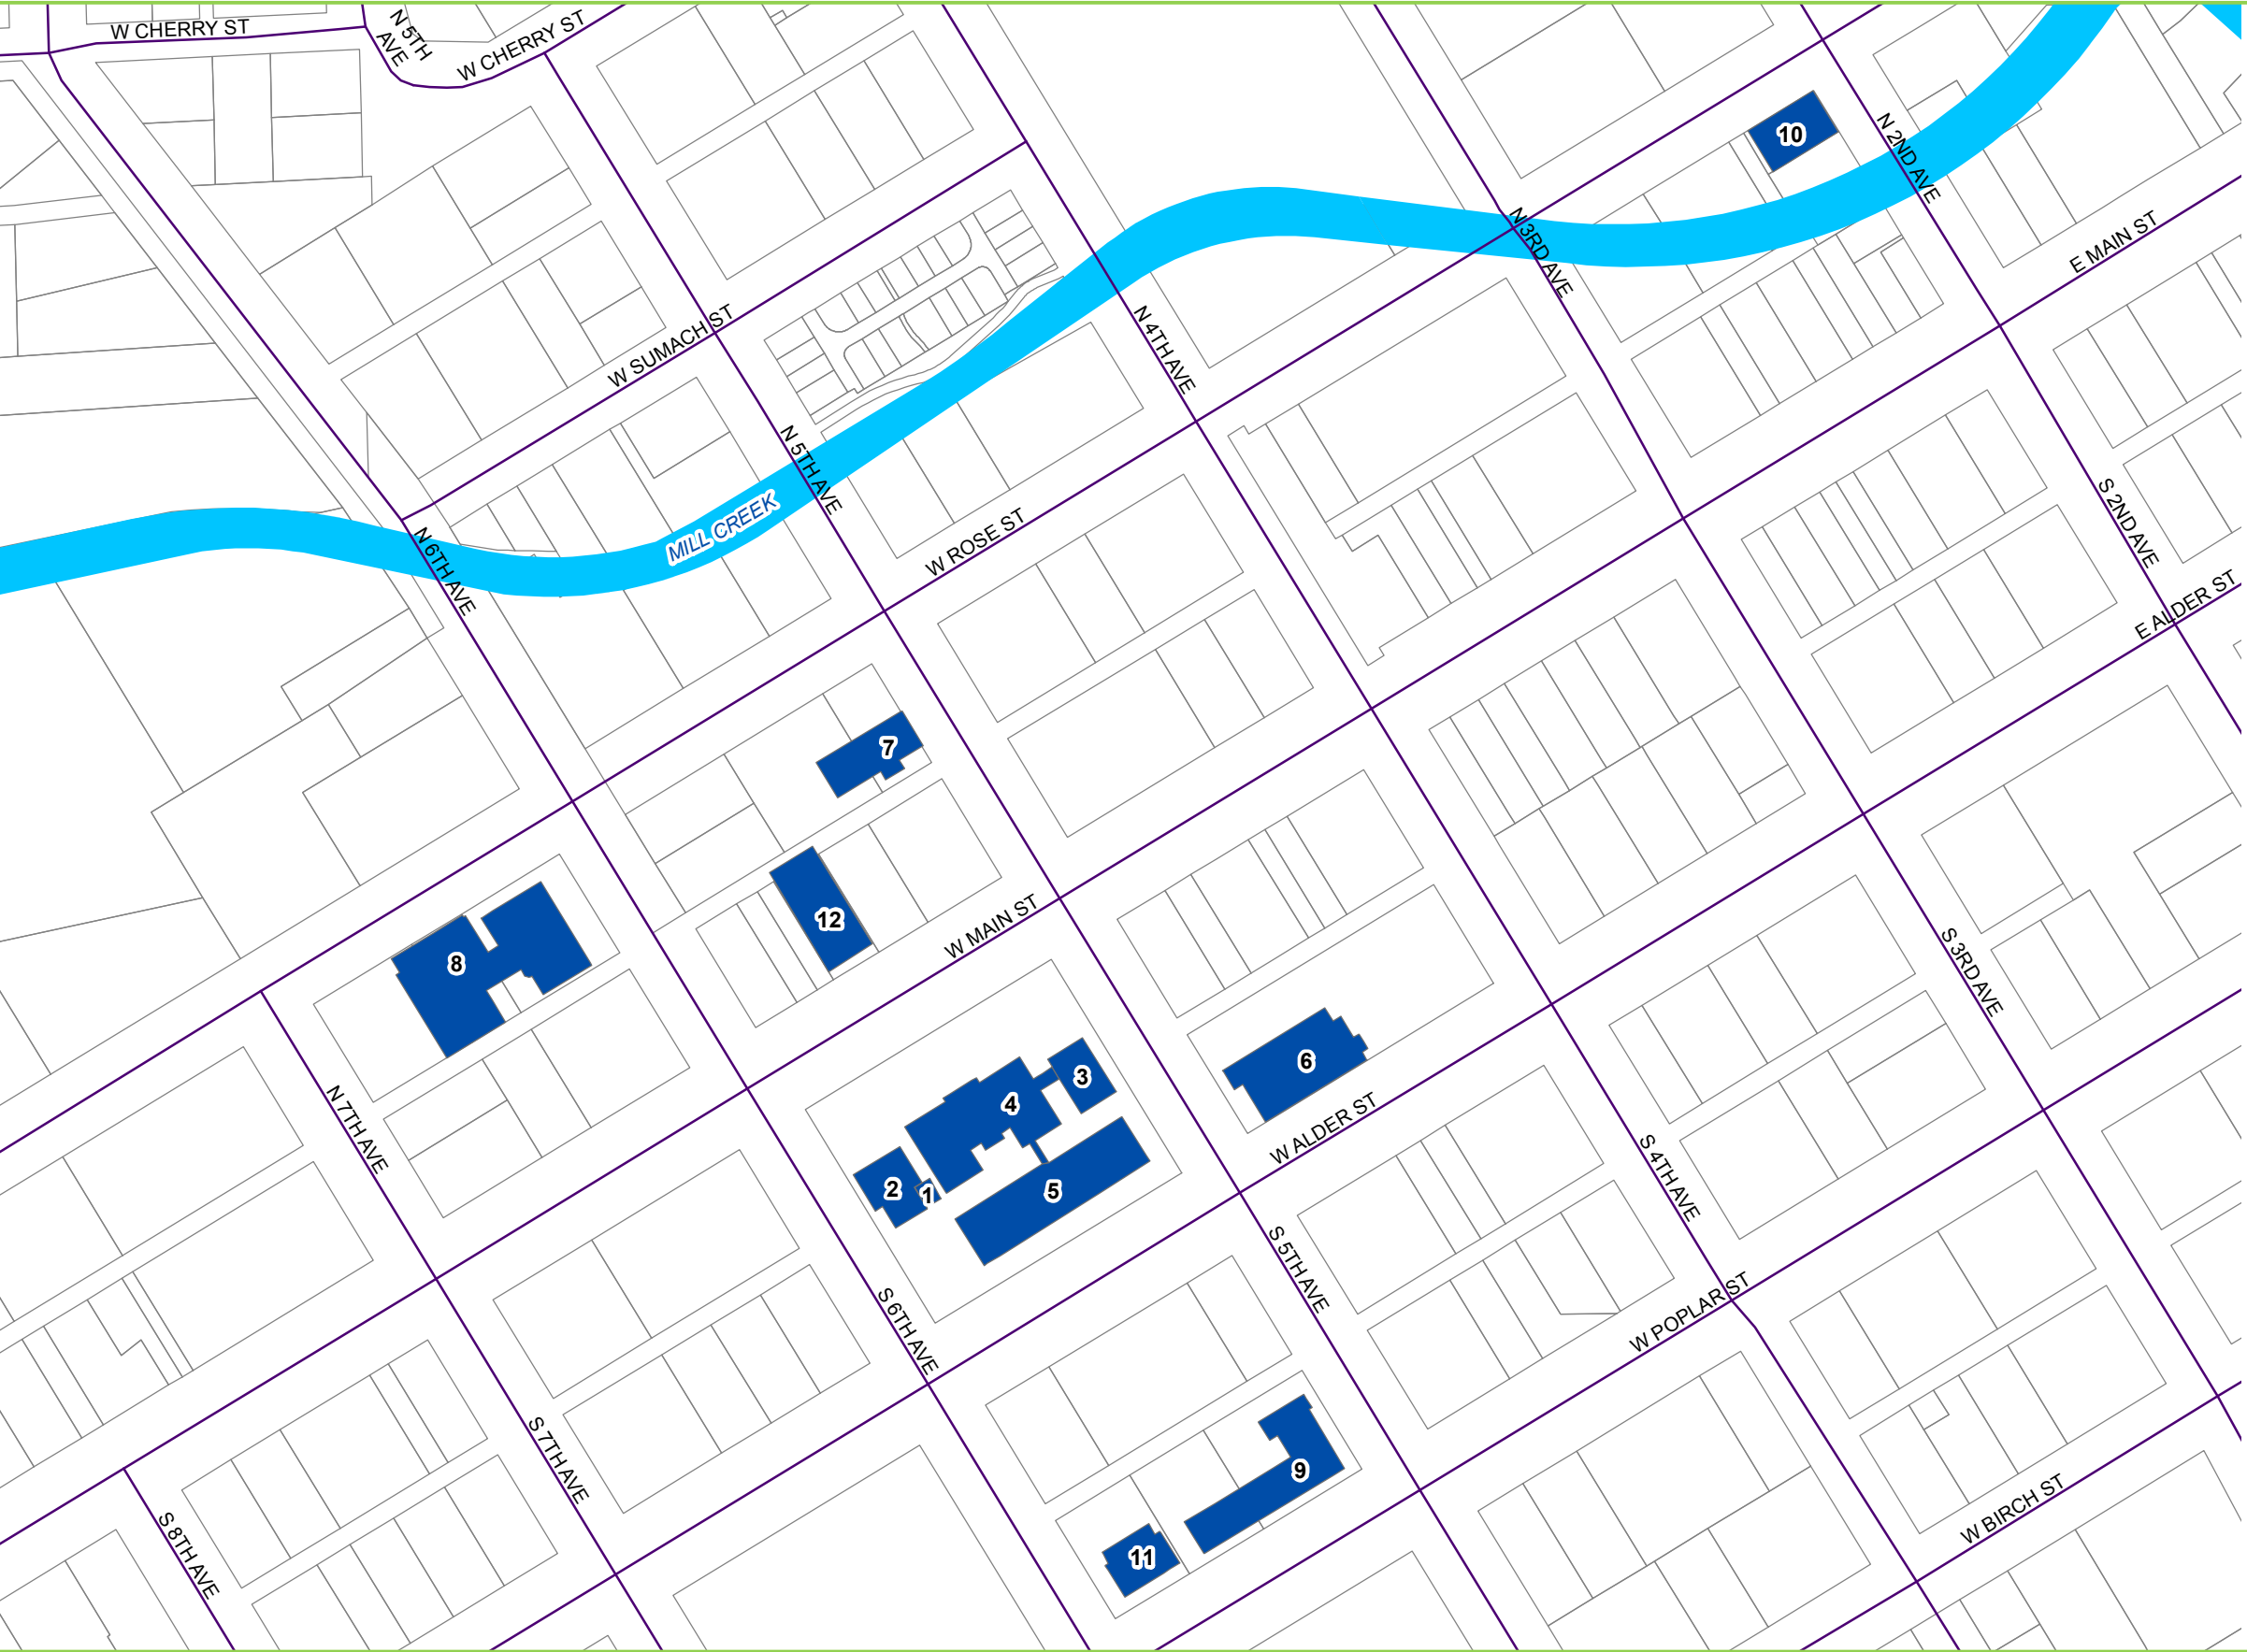 W CHERRY ST
N 5TH
AVE
W CHERRY ST
10
N 2ND AVE
N 3RD AVE
E MAIN ST
W SUMACH ST
N 4TH AVE
N 5TH AVE
MILL CREEK
W ROSE ST
N 6TH AVE
S 2ND AVE
E ALDER ST
7
12
W MAIN ST
8
S 3RD AVE
6
3
4
5
2
1
W ALDER ST
N 7TH AVE
S 4TH AVE
S 5TH AVE
S 6TH AVE
W POPLAR ST
S 7TH AVE
9
11
S 8TH AVE
W BIRCH ST